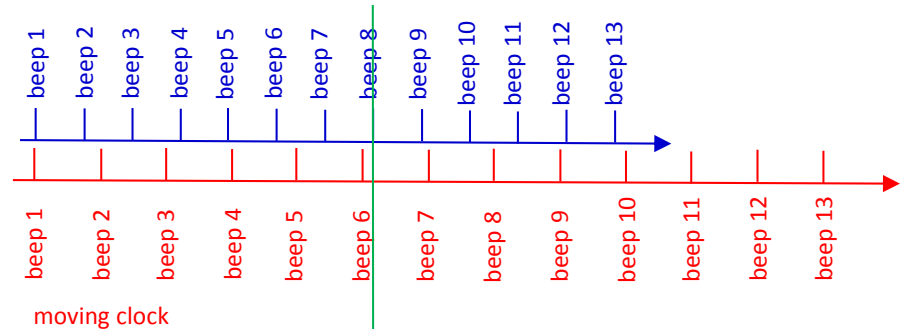 beep 1
beep 2
beep 3
beep 4
beep 5
beep 6
beep 7
beep 8
beep 9
beep 10
beep 11
beep 12
beep 13
beep 1
beep 2
beep 3
beep 4
beep 5
beep 6
beep 7
beep 8
beep 9
beep 10
beep 11
beep 12
beep 13
moving clock